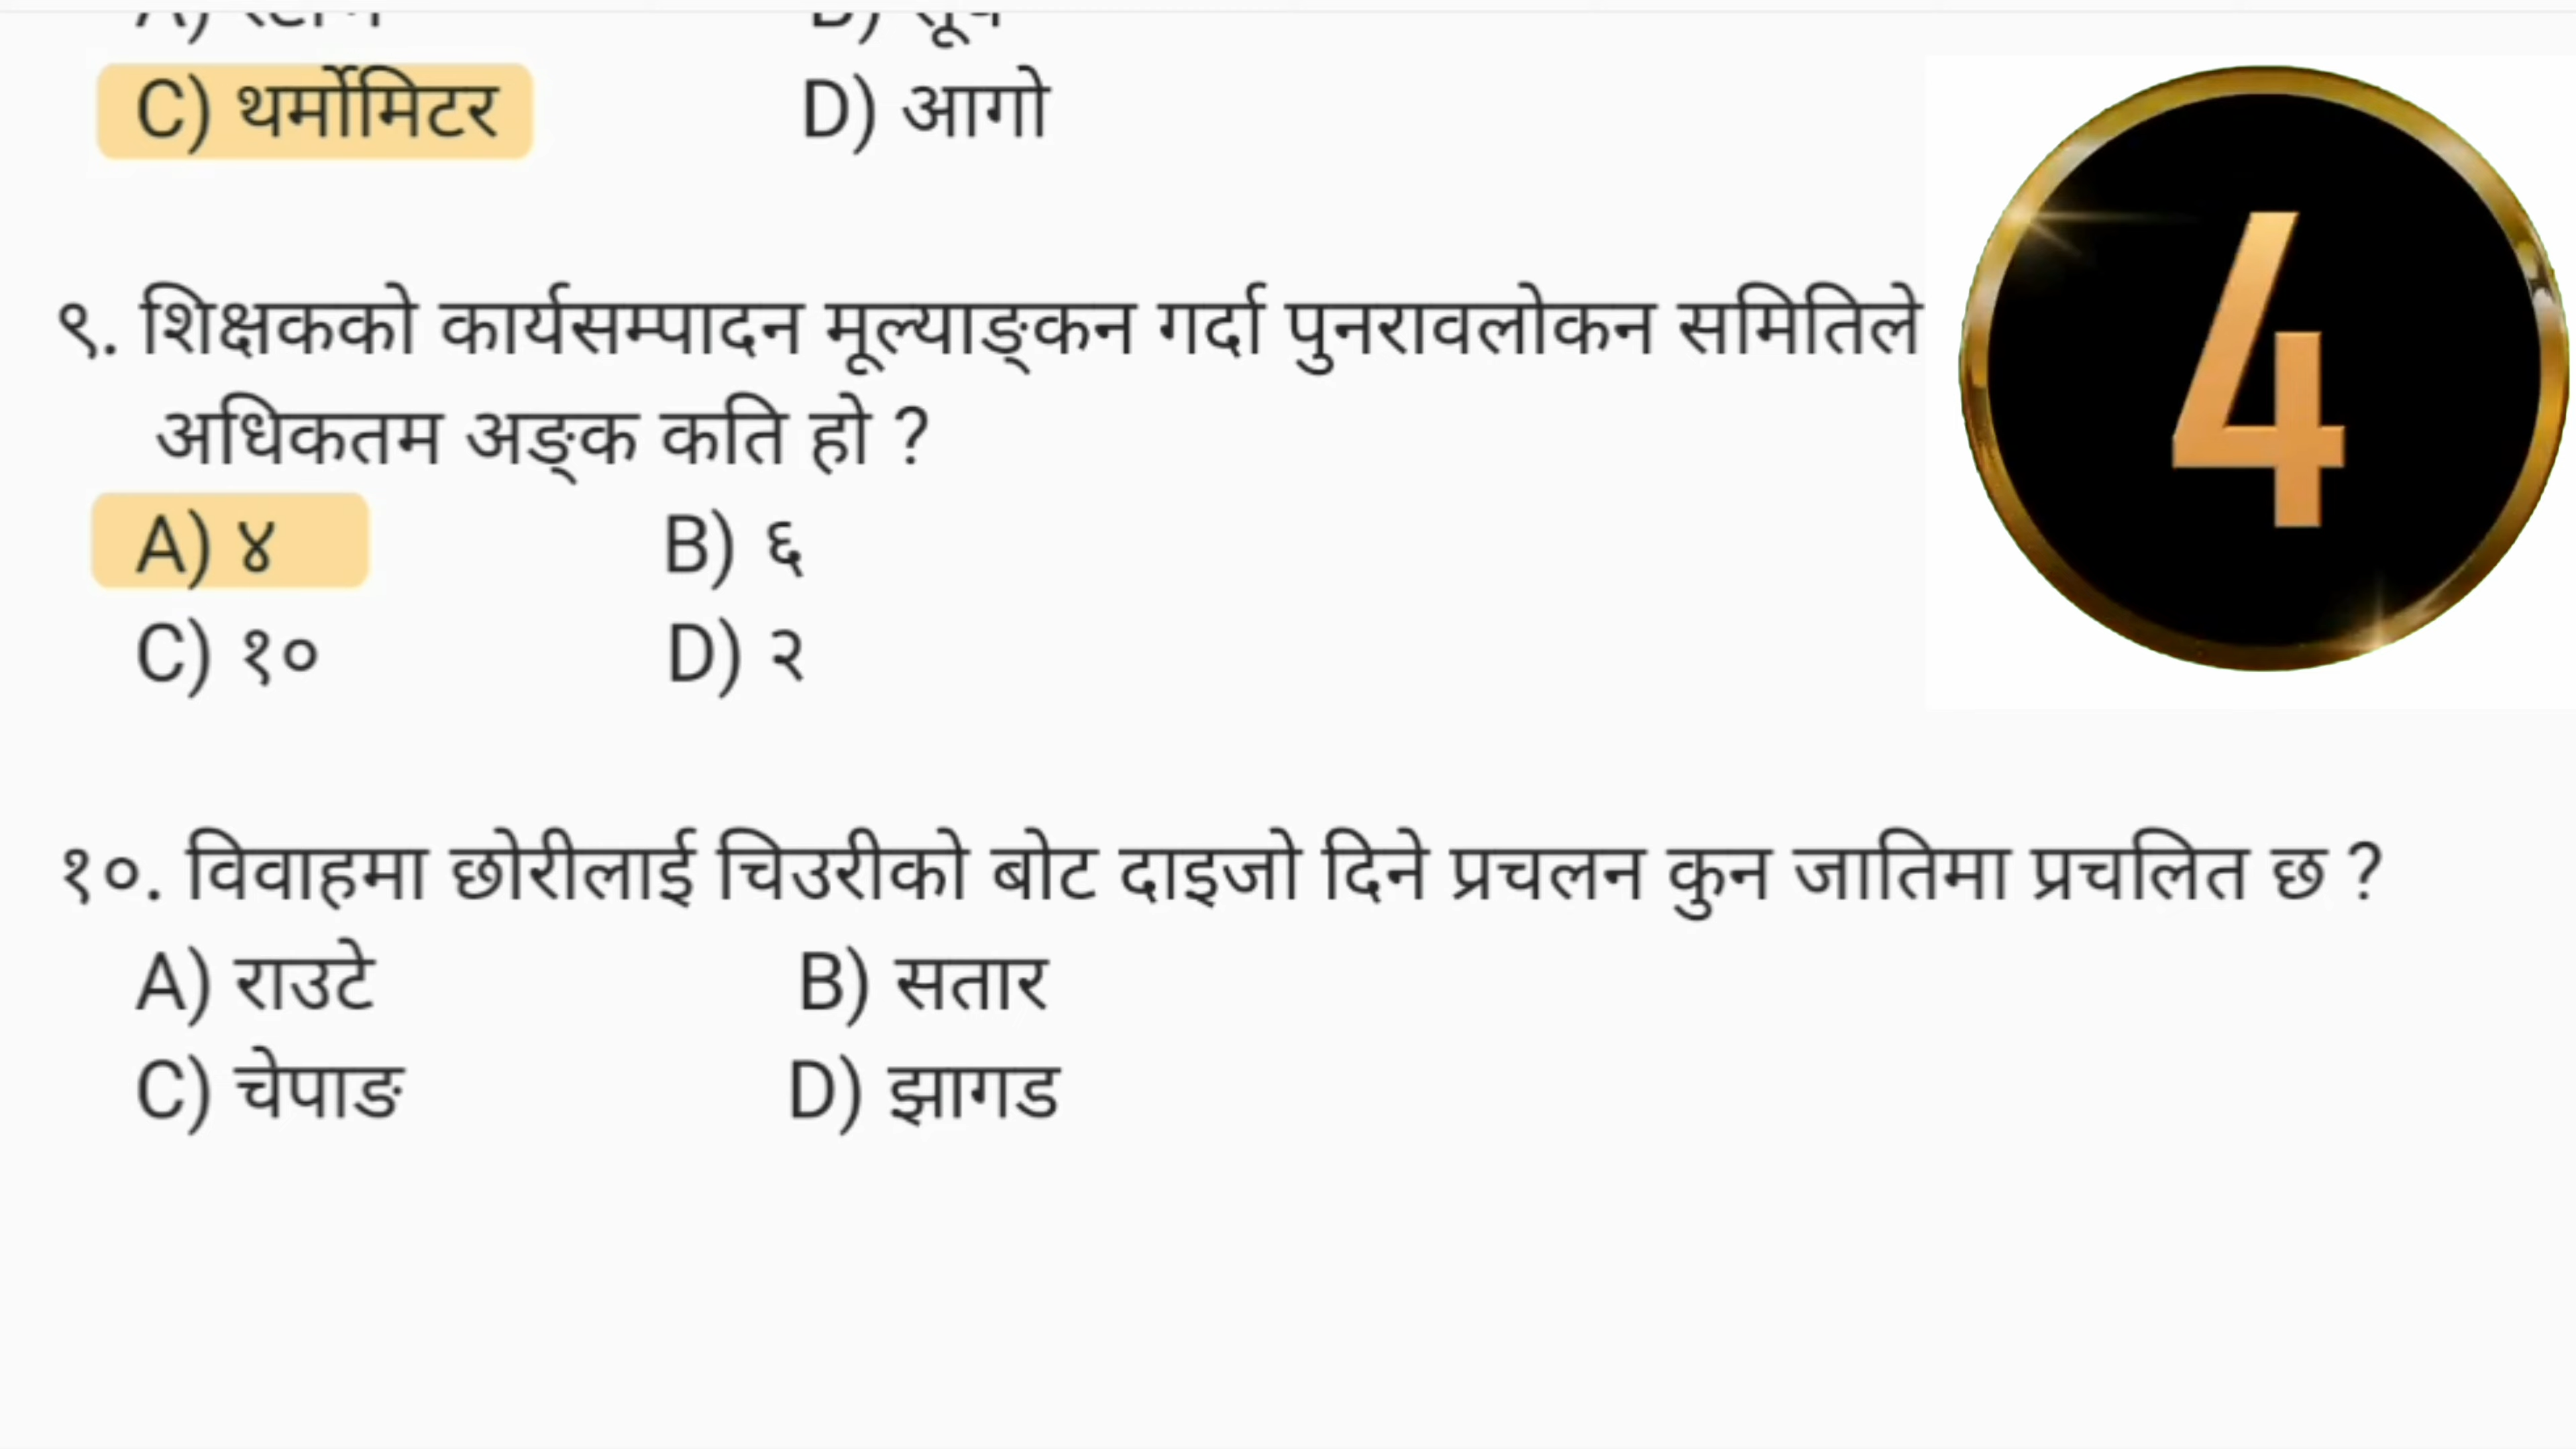 C) थर्मोमिटर D) आगो
९. शिक्षकको कार्यसम्पादन मूल्याङ्कन गर्दा पुनरावलोकन समितिले
अधिकतम अङ्क कति हो ?
A) ४ B) ६
C) १० D) २
4
१०. विवाहमा छोरीलाई चिउरीको बोट दाइजो दिने प्रचलन कुन जातिमा प्रचलित छ ?
A) राउटे B) सतार
C) चेपाङ D) झागड